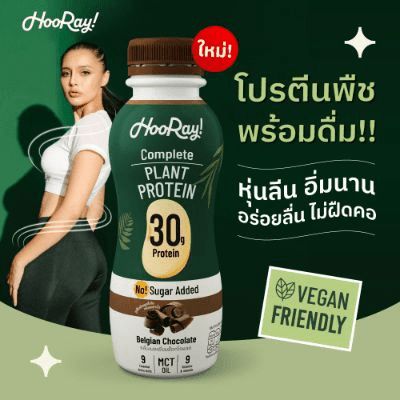 HooRay!
ใหม่!
โปรตีนพืช
พร้อมดื่ม!!
หุ่นลีน อิ่มนาน
อร่อยลื่น ไม่ฝืดคอ
VEGAN
FRIENDLY
HooRay!
Complete
PLANT
PROTEIN
30g
Protein
No! Sugar Added
Belgian Chocolate
9
MCT
OIL
9